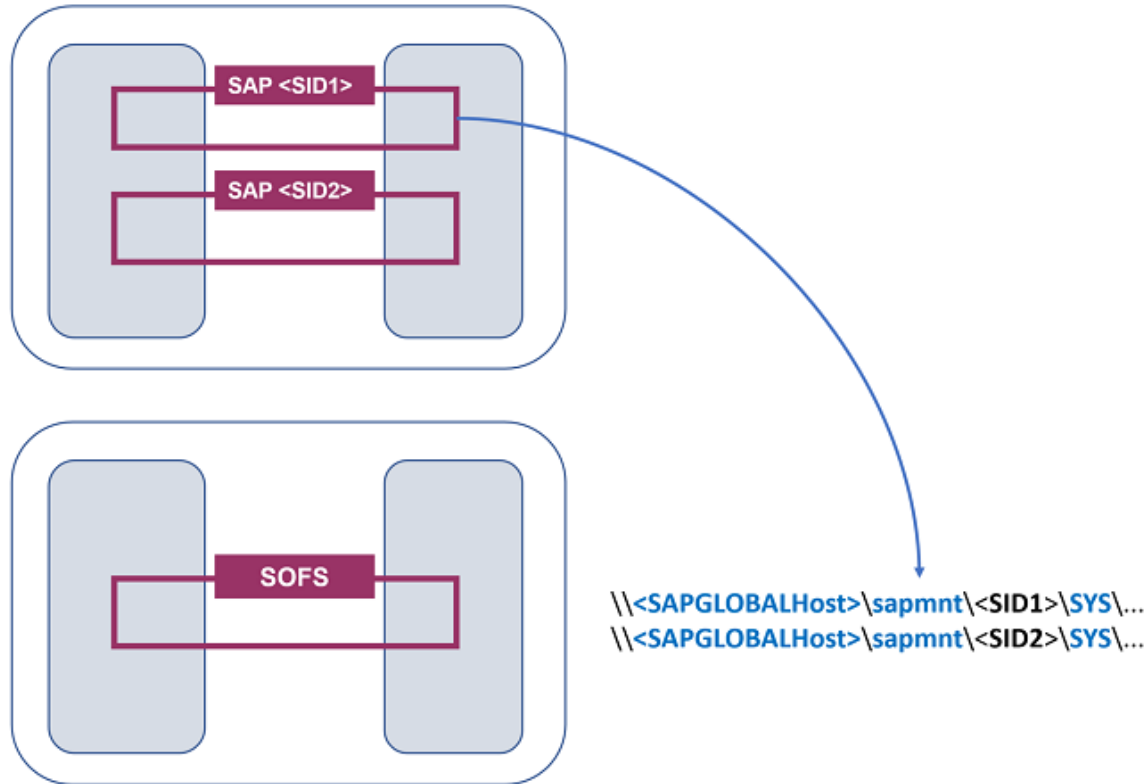 SAP <SID1>
SAP <SID2>
SOFS
\\<SAPGLOBALHost>\sapmnt\<SID1>\SYS\...
\\<SAPGLOBALHost>\sapmnt\<SID2>\SYS\...